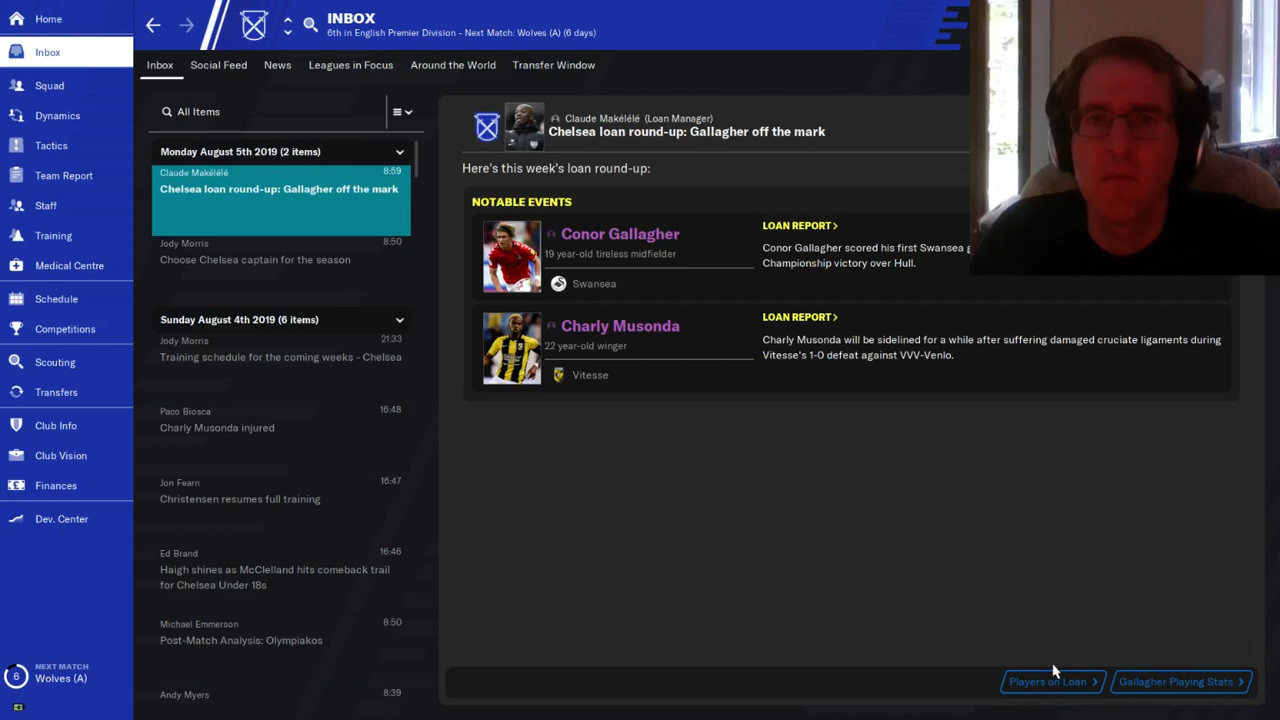 Home
Inbox
Squad
Dynamics
Tactics
Team Report
Staff
Training
Medical Centre
Schedule
Competitions
Scouting
Transfers
Club Info
Club Vision
Finances
Dev. Center
NEXT MATCH
6
Wolves (A)
INBOX
6th in English Premier Division - Next Match: Wolves (A) (6 days)
Inbox
Social Feed
News
Leagues in Focus
Around the World
Transfer Window
All Items
Monday August 5th 2019 (2 items)
Claude Makélélé 8:59
Chelsea loan round-up: Gallagher off the mark
Jody Morris 8:50
Choose Chelsea captain for the season
Sunday August 4th 2019 (6 items)
Jody Morris 21:33
Training schedule for the coming weeks - Chelsea
Paco Biosca 16:48
Charly Musonda injured
Jon Fearn 16:47
Christensen resumes full training
Ed Brand 16:46
Haigh shines as McClelland hits comeback trail
for Chelsea Under 18s
Michael Emmerson 8:50
Post-Match Analysis: Olympiakos
Andy Myers 8:39
Claude Makélélé (Loan Manager)
Chelsea loan round-up: Gallagher off the mark
Here's this week's loan round-up:
NOTABLE EVENTS
Conor Gallagher
19 year-old tireless midfielder
Swansea
LOAN REPORT>
Conor Gallagher scored his first Swansea
Championship victory over Hull.
Charly Musonda
22 year-old winger
Vitesse
LOAN REPORT>
Charly Musonda will be sidelined for a while after suffering damaged cruciate ligaments during
Vitesse's 1-0 defeat against VVV-Venlo.
Players on Loan >
Gallagher Playing Stats >